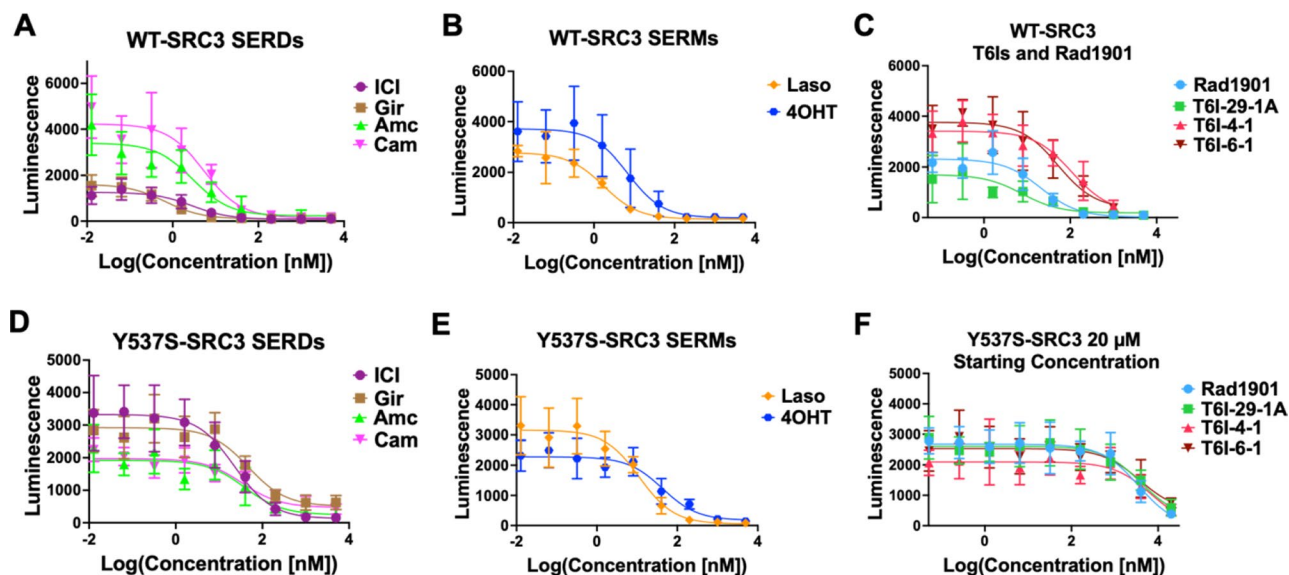 A
WT-SRC3 SERDs
Luminescence
6000
4000
2000
0
-2
0
2
4
Log(Concentration [nM])
ICI
Gir
Amc
Cam
B
WT-SRC3 SERMs
Luminescence
6000
4000
2000
0
-2
0
2
4
Log(Concentration [nM])
Laso
4OHT
C
WT-SRC3
T6Is and Rad1901
Luminescence
6000
4000
2000
0
0
2
4
Log(Concentration [nM])
Rad1901
T6I-29-1A
T6I-4-1
T6I-6-1
D
Y537S-SRC3 SERDs
Luminescence
5000
4000
3000
2000
1000
0
-2
0
2
4
Log(Concentration [nM])
ICI
Gir
Amc
Cam
E
Y537S-SRC3 SERMs
Luminescence
5000
4000
3000
2000
1000
0
-2
0
2
4
Log(Concentration [nM])
Laso
4OHT
F
Y537S-SRC3 20 µM
Starting Concentration
Luminescence
5000
4000
3000
2000
1000
0
0
2
4
Log(Concentration [nM])
Rad1901
T6I-29-1A
T6I-4-1
T6I-6-1